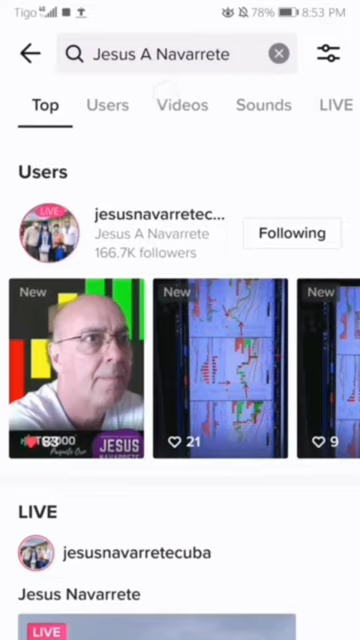 Tigo 78% 8:53 PM
Jesus A Navarrete
Top Users Videos Sounds LIVE
Users
LIVE
jesusnavarretec...
Jesus A Navarrete
166.7K followers
Following
New New New
83 21 9
JESUS
LIVE
jesusnavarretecuba
Jesus Navarrete
LIVE